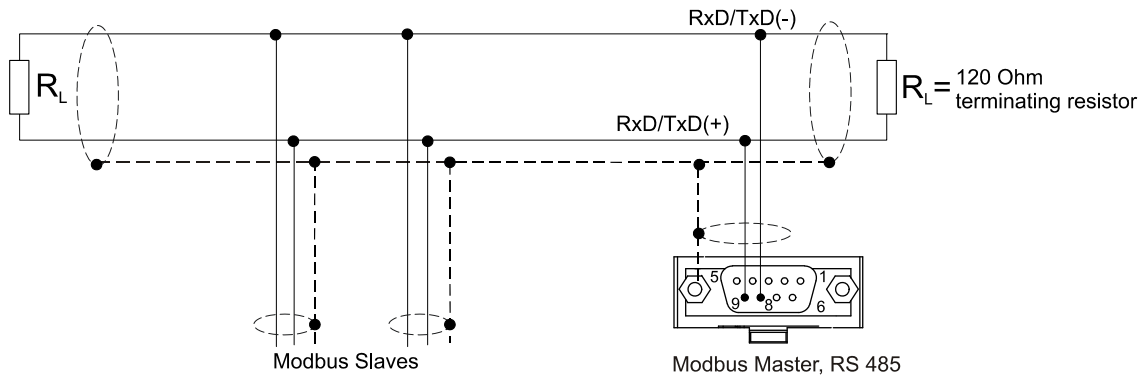 RxD/TxD(-)
RL
RL= 120 Ohm
terminating resistor
RxD/TxD(+)
5
1
9
8
6
Modbus Slaves
Modbus Master, RS 485